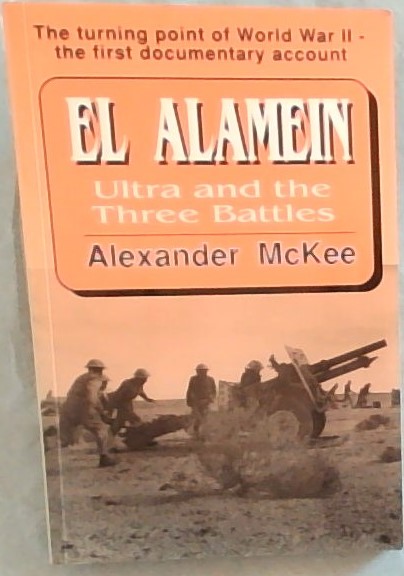 The turning point of World War II -
the first documentary account
EL ALAMEIN
Ultra and the
Three Battles
Alexander McKee